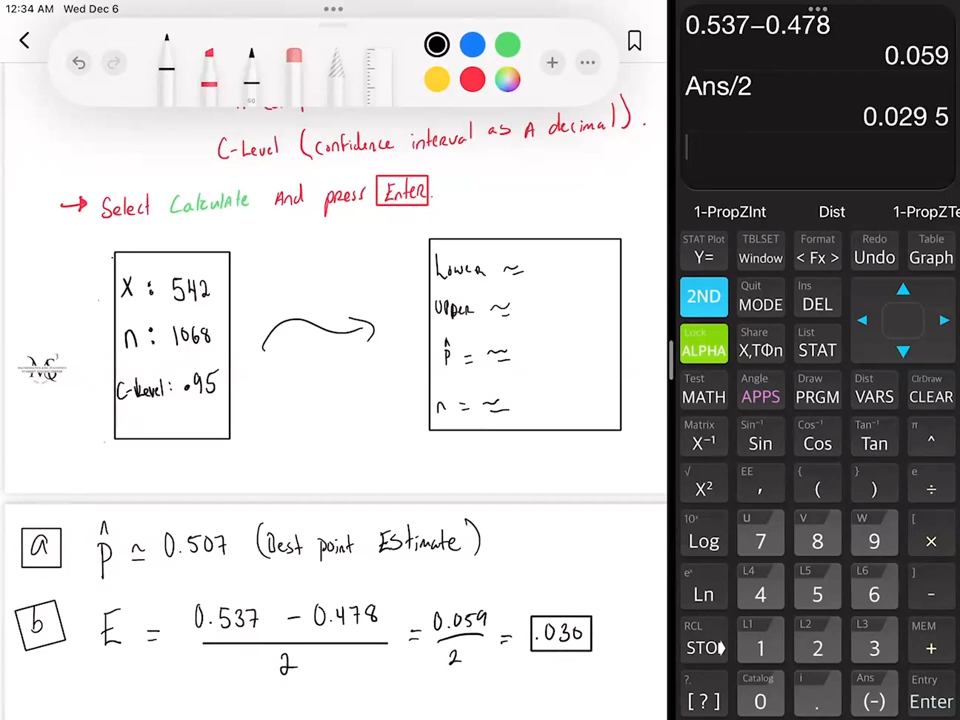 12:34 AM Wed Dec 6
C-Level (confidence interval as A decimal).
→ Select Calculate And press Enter.
X : 542
n : 1068
C-Level: .95
Lower ≈
Upper ≈
p̂ = ≈
n = ≈
a p̂ ≃ 0.507 (Best point Estimate)
b E = (0.537 - 0.478)/2 = 0.059/2 = .030
0.537−0.478
0.059
Ans/2
0.029 5
1-PropZInt Dist 1-PropZTe
STAT Plot TBLSET Format Redo Table
Y= Window < Fx > Undo Graph
Quit Ins
2ND MODE DEL
Lock Share List
ALPHA X,TΘn STAT
Test Angle Draw Dist ClrDraw
MATH APPS PRGM VARS CLEAR
Matrix Sin⁻¹ Cos⁻¹ Tan⁻¹ π
X⁻¹ Sin Cos Tan ^
√ EE { } e
X² , ( ) ÷
10ˣ U V W [
Log 7 8 9 ×
eˣ L4 L5 L6 ]
Ln 4 5 6 -
RCL L1 L2 L3 MEM
STO 1 2 3 +
?. Catalog i Ans Entry
[ ? ] 0 . (-) Enter